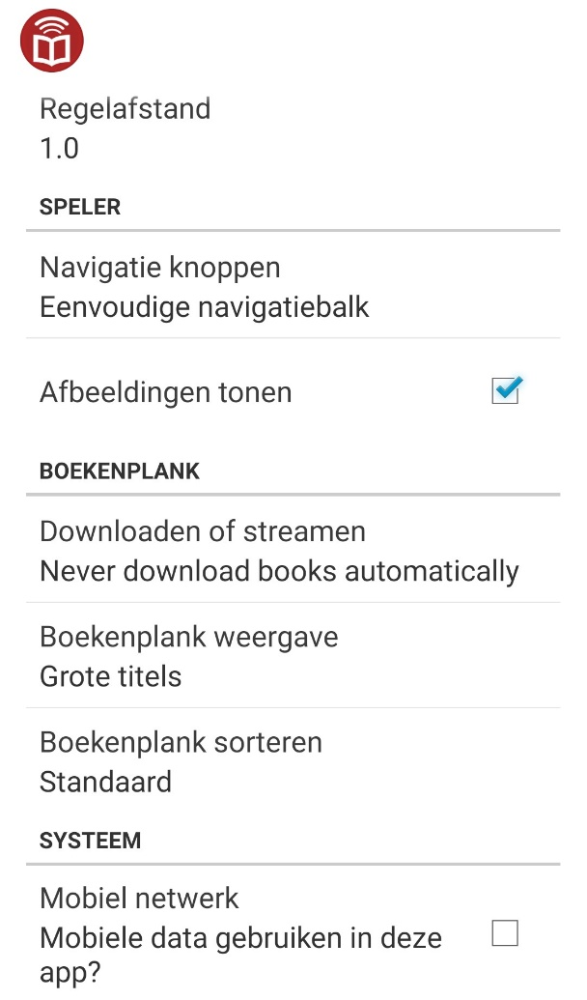 Regelafstand
1.0
SPELER
Navigatie knoppen
Eenvoudige navigatiebalk
Afbeeldingen tonen
BOEKENPLANK
Downloaden of streamen
Never download books automatically
Boekenplank weergave
Grote titels
Boekenplank sorteren
Standaard
SYSTEEM
Mobiel netwerk
Mobiele data gebruiken in deze
app?